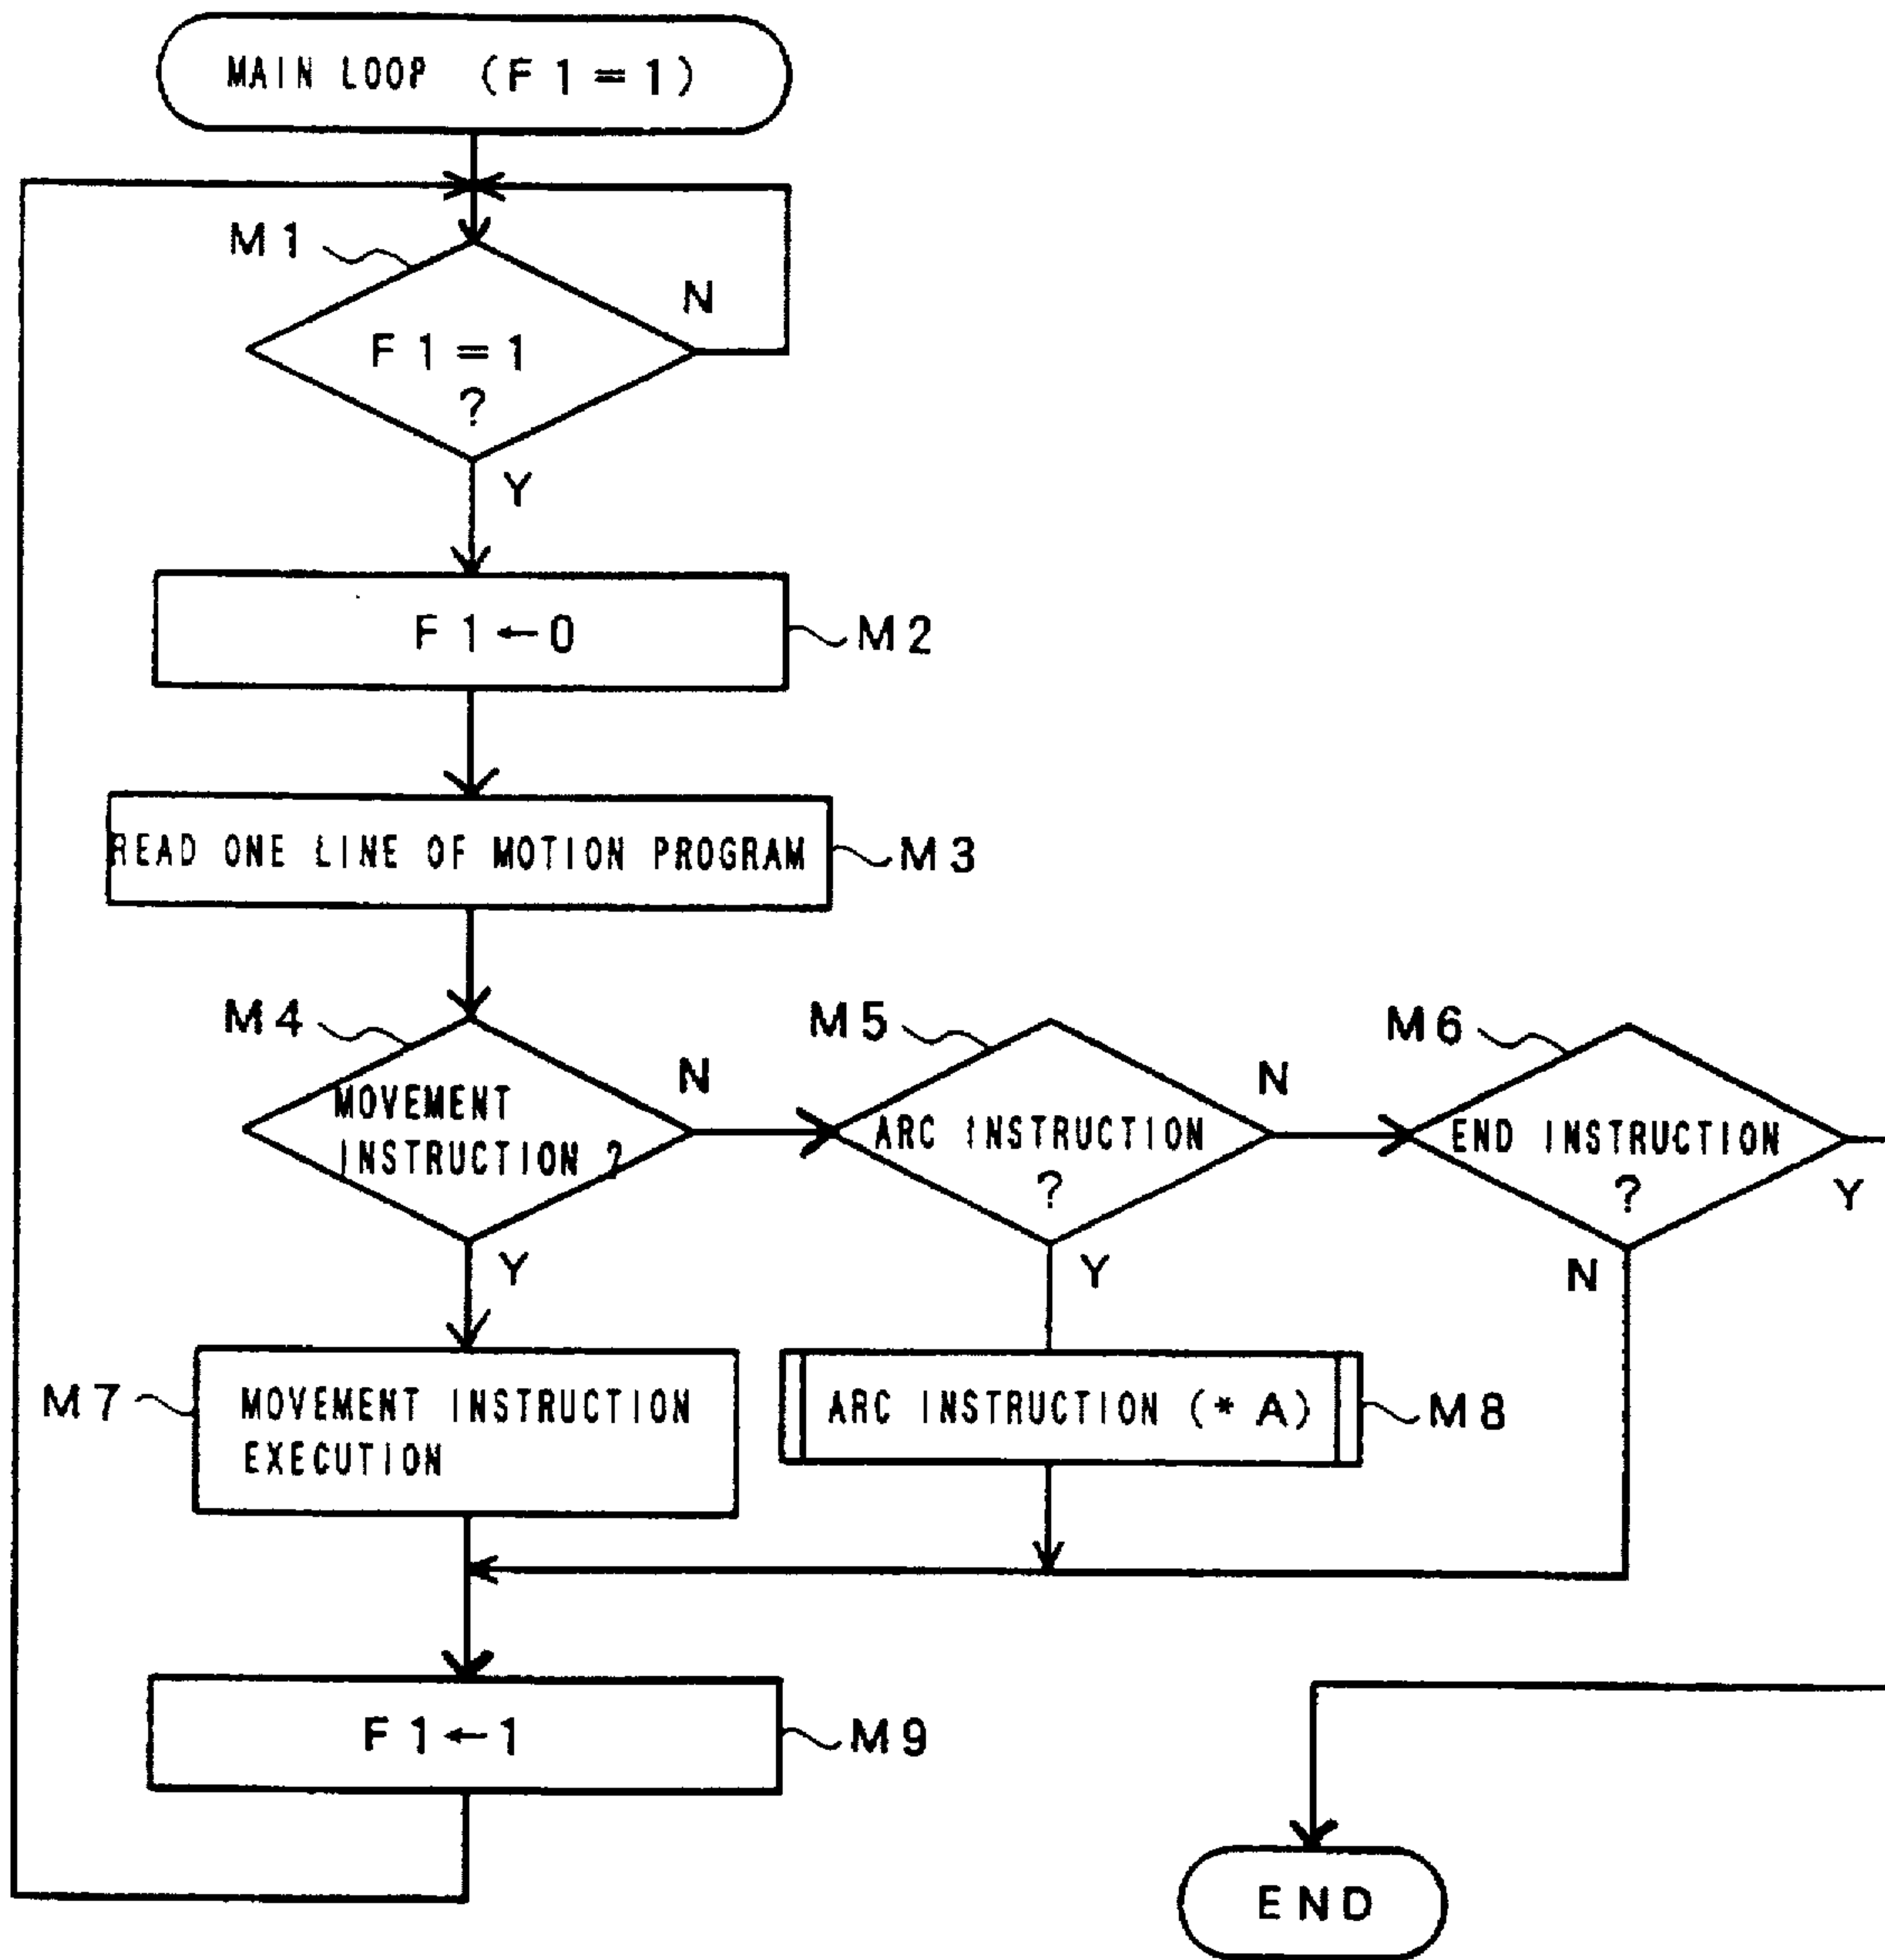 MAIN LOOP (F1=1)
M1
N
F1=1
?
Y
F1←0
M2
READ ONE LINE OF MOTION PROGRAM
M3
M4
N
MOVEMENT
INSTRUCTION ?
Y
M5
N
ARC INSTRUCTION
?
Y
M6
END INSTRUCTION
?
Y
N
M7
MOVEMENT INSTRUCTION
EXECUTION
ARC INSTRUCTION (* A)
M8
F1←1
M9
END